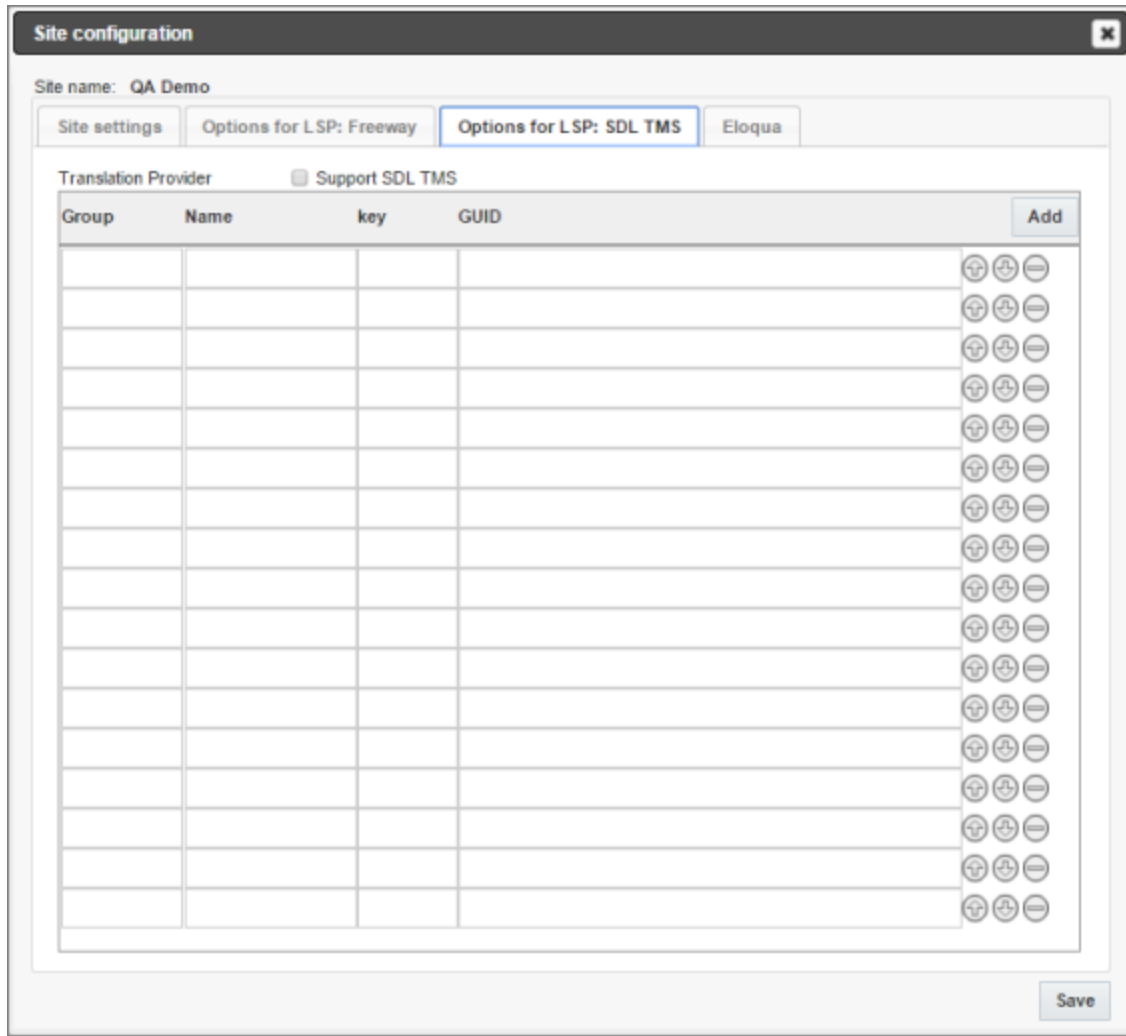 Site configuration
Site name: QA Demo
Site settings Options for LSP: Freeway Options for LSP: SDL TMS Eloqua
Translation Provider Support SDL TMS
Group Name key GUID Add
Save